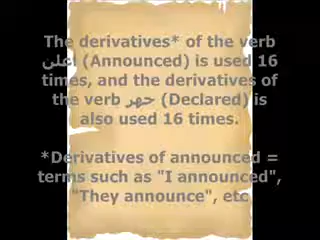 The derivatives* of the verb
اعلن (Announced) is used 16
times, and the derivatives of
the verb جهر (Declared) is
also used 16 times.
*Derivatives of announced =
terms such as "I announced",
"They announce", etc